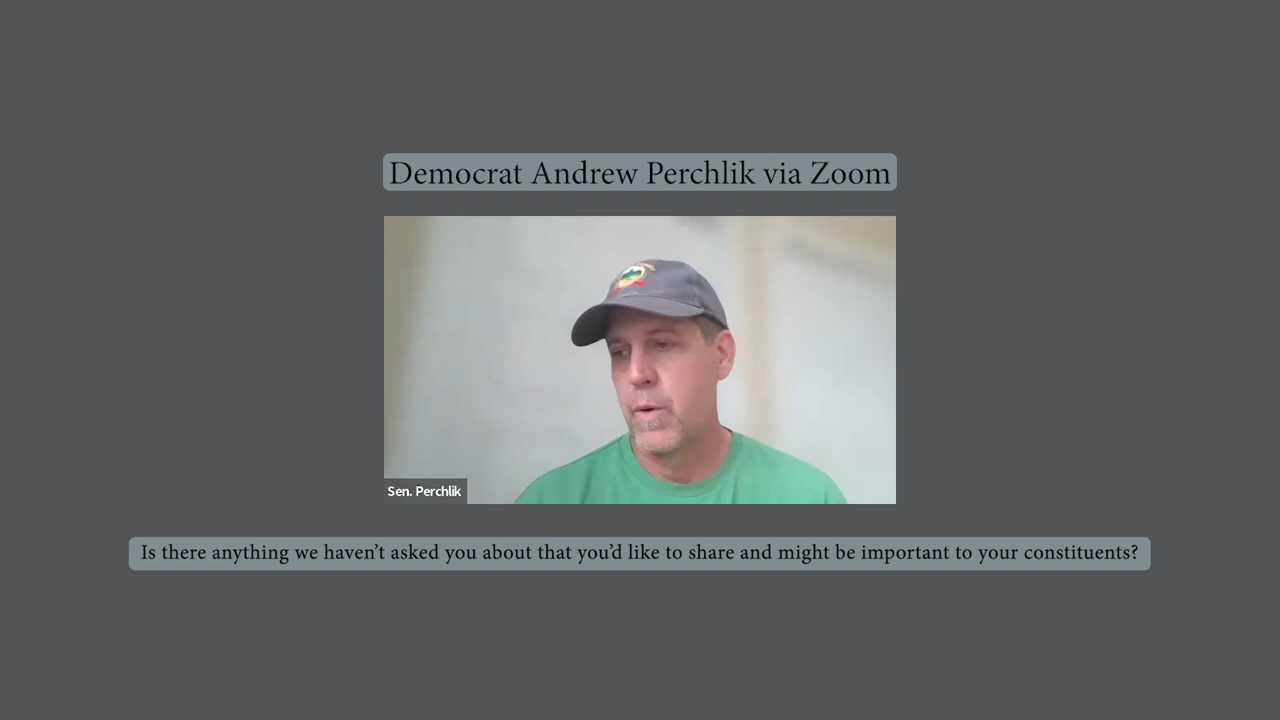 Democrat Andrew Perchlik via Zoom
Sen. Perchlik
Is there anything we haven’t asked you about that you’d like to share and might be important to your constituents?